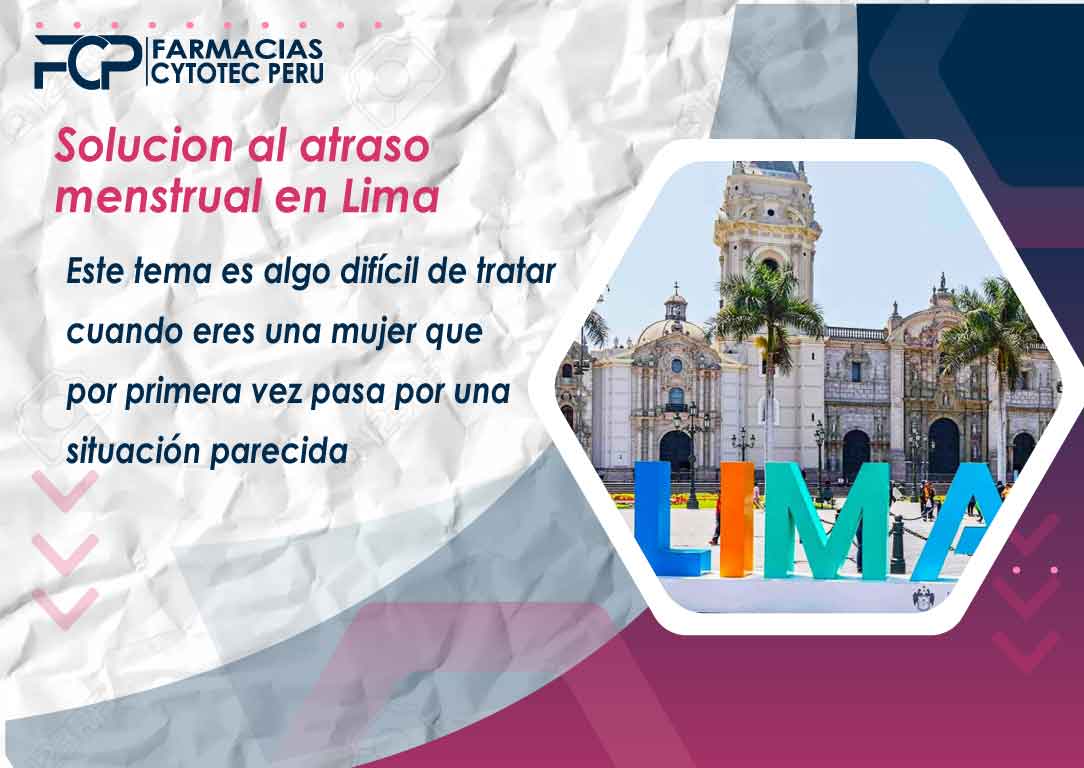 FCP
FARMACIAS
CYTOTEC PERU
Solucion al atraso
menstrual en Lima
Este tema es algo difícil de tratar
cuando eres una mujer que
por primera vez pasa por una
situación parecida
LIMA